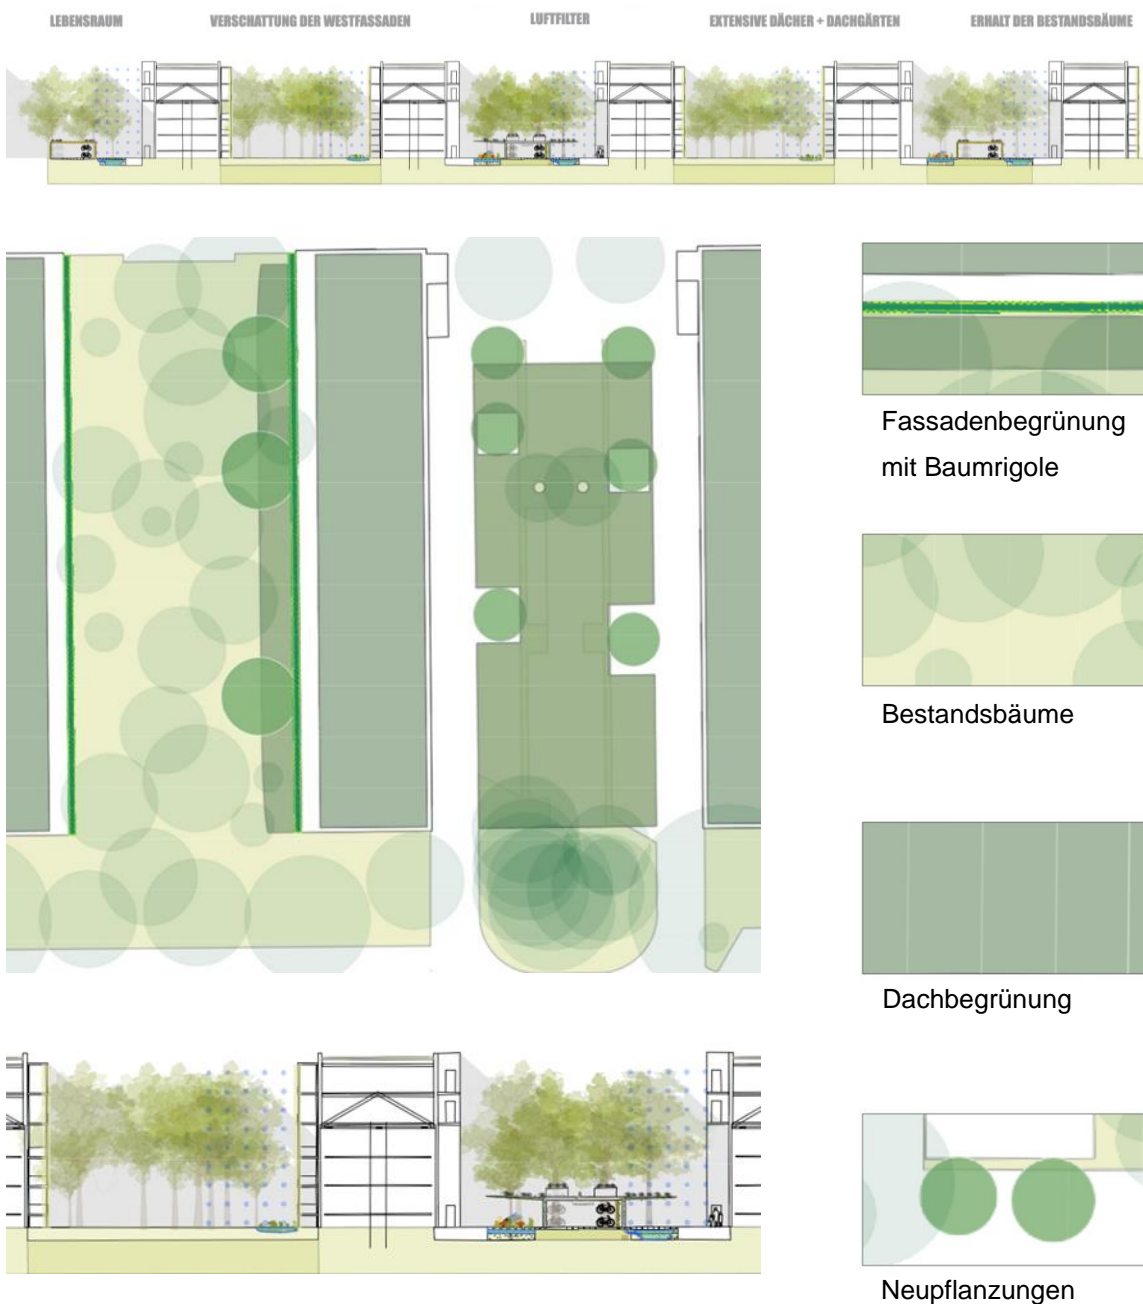 LEBENSRAUM
VERSCHATTUNG DER WESTFASSADEN
LUFTFILTER
EXTENSIVE DÄCHER + DACHGÄRTEN
ERHALT DER BESTANDSBÄUME
Fassadenbegrünung
mit Baumrigole
Bestandsbäume
Dachbegrünung
Neupflanzungen